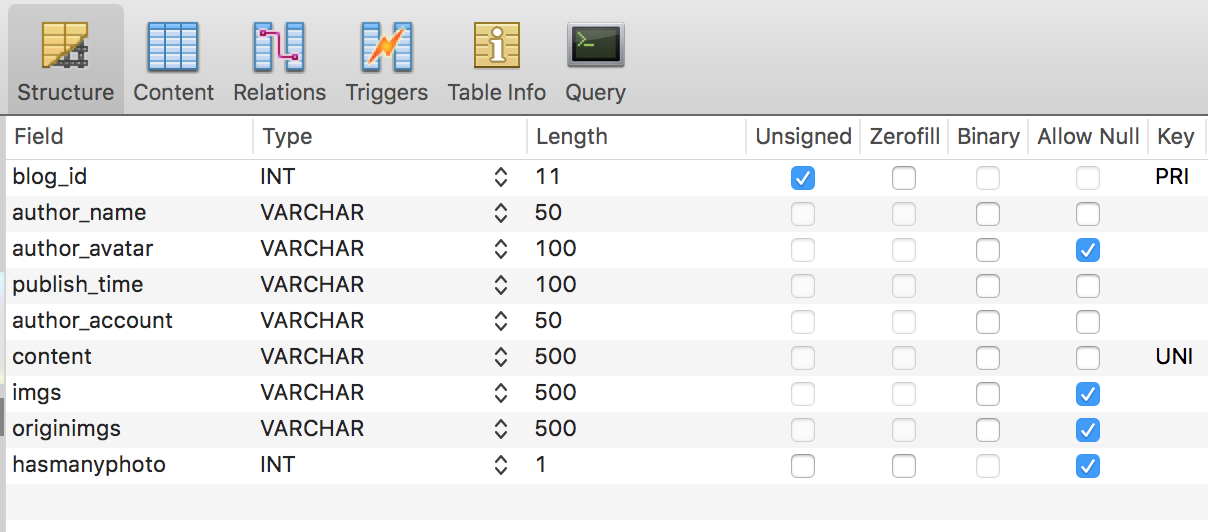 Structure Content Relations Triggers Table Info Query
Field Type Length Unsigned Zerofill Binary Allow Null Key
blog_id INT 11 PRI
author_name VARCHAR 50
author_avatar VARCHAR 100
publish_time VARCHAR 100
author_account VARCHAR 50
content VARCHAR 500 UNI
imgs VARCHAR 500
originimgs VARCHAR 500
hasmanyphoto INT 1